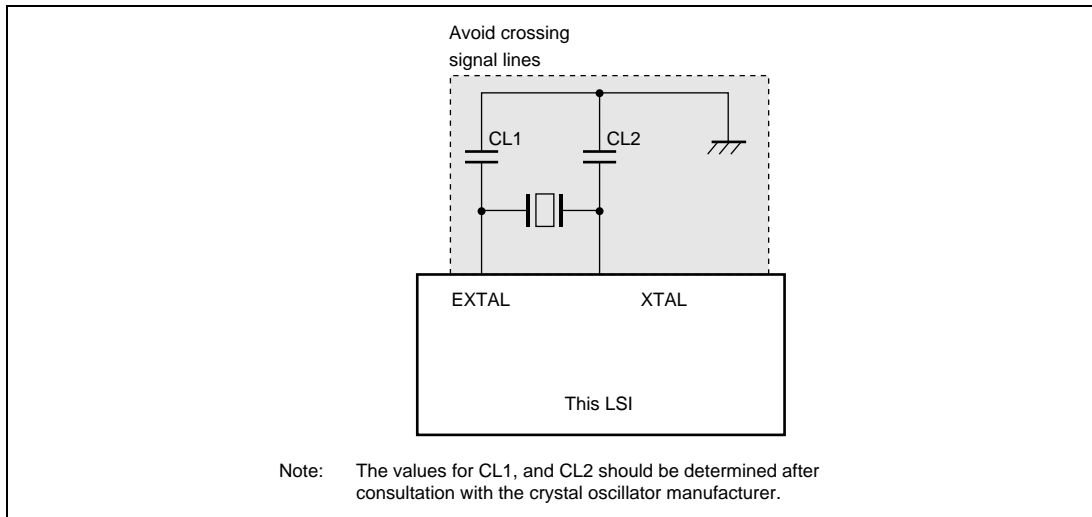 Avoid crossing
signal lines
CL1
CL2
EXTAL
XTAL
This LSI
Note: The values for CL1, and CL2 should be determined after
consultation with the crystal oscillator manufacturer.